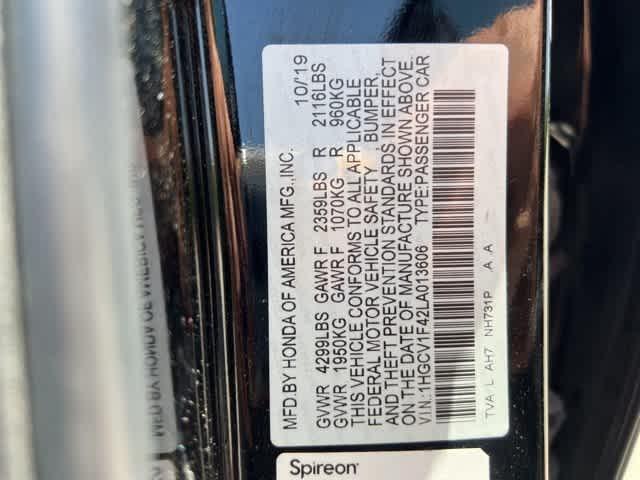 MFD.BY HONDA OF AMERICA MFG.,INC. 10/'19
GVWR 4299LBS GAWR F 2359LBS R 2116LBS
GVWR 1950KG GAWR F 1070KG R 960KG
THIS VEHICLE CONFORMS TO ALL APPLICABLE
FEDERAL MOTOR VEHICLE SAFETY BUMPER,
AND THEFT PREVENTION STANDARDS IN EFFECT
ON THE DATE OF MANUFACTURE SHOWN ABOVE.
V.I.N.:1HGCV1F42LA013606 TYPE:PASSENGER CAR
TVA/L AH7 NH731P A A
Spireon